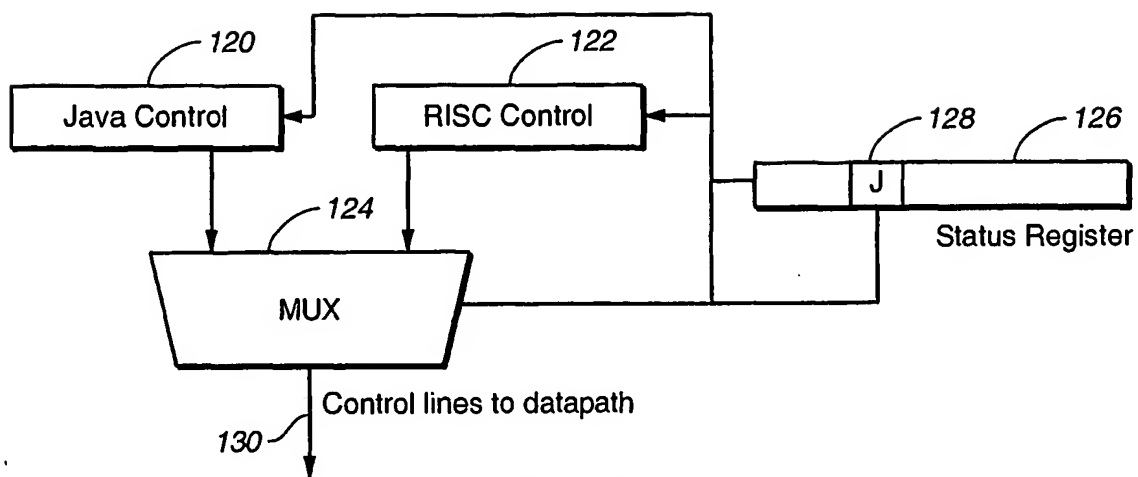 120
122
Java Control
RISC Control
128
126
J
124
Status Register
MUX
Control lines to datapath
130